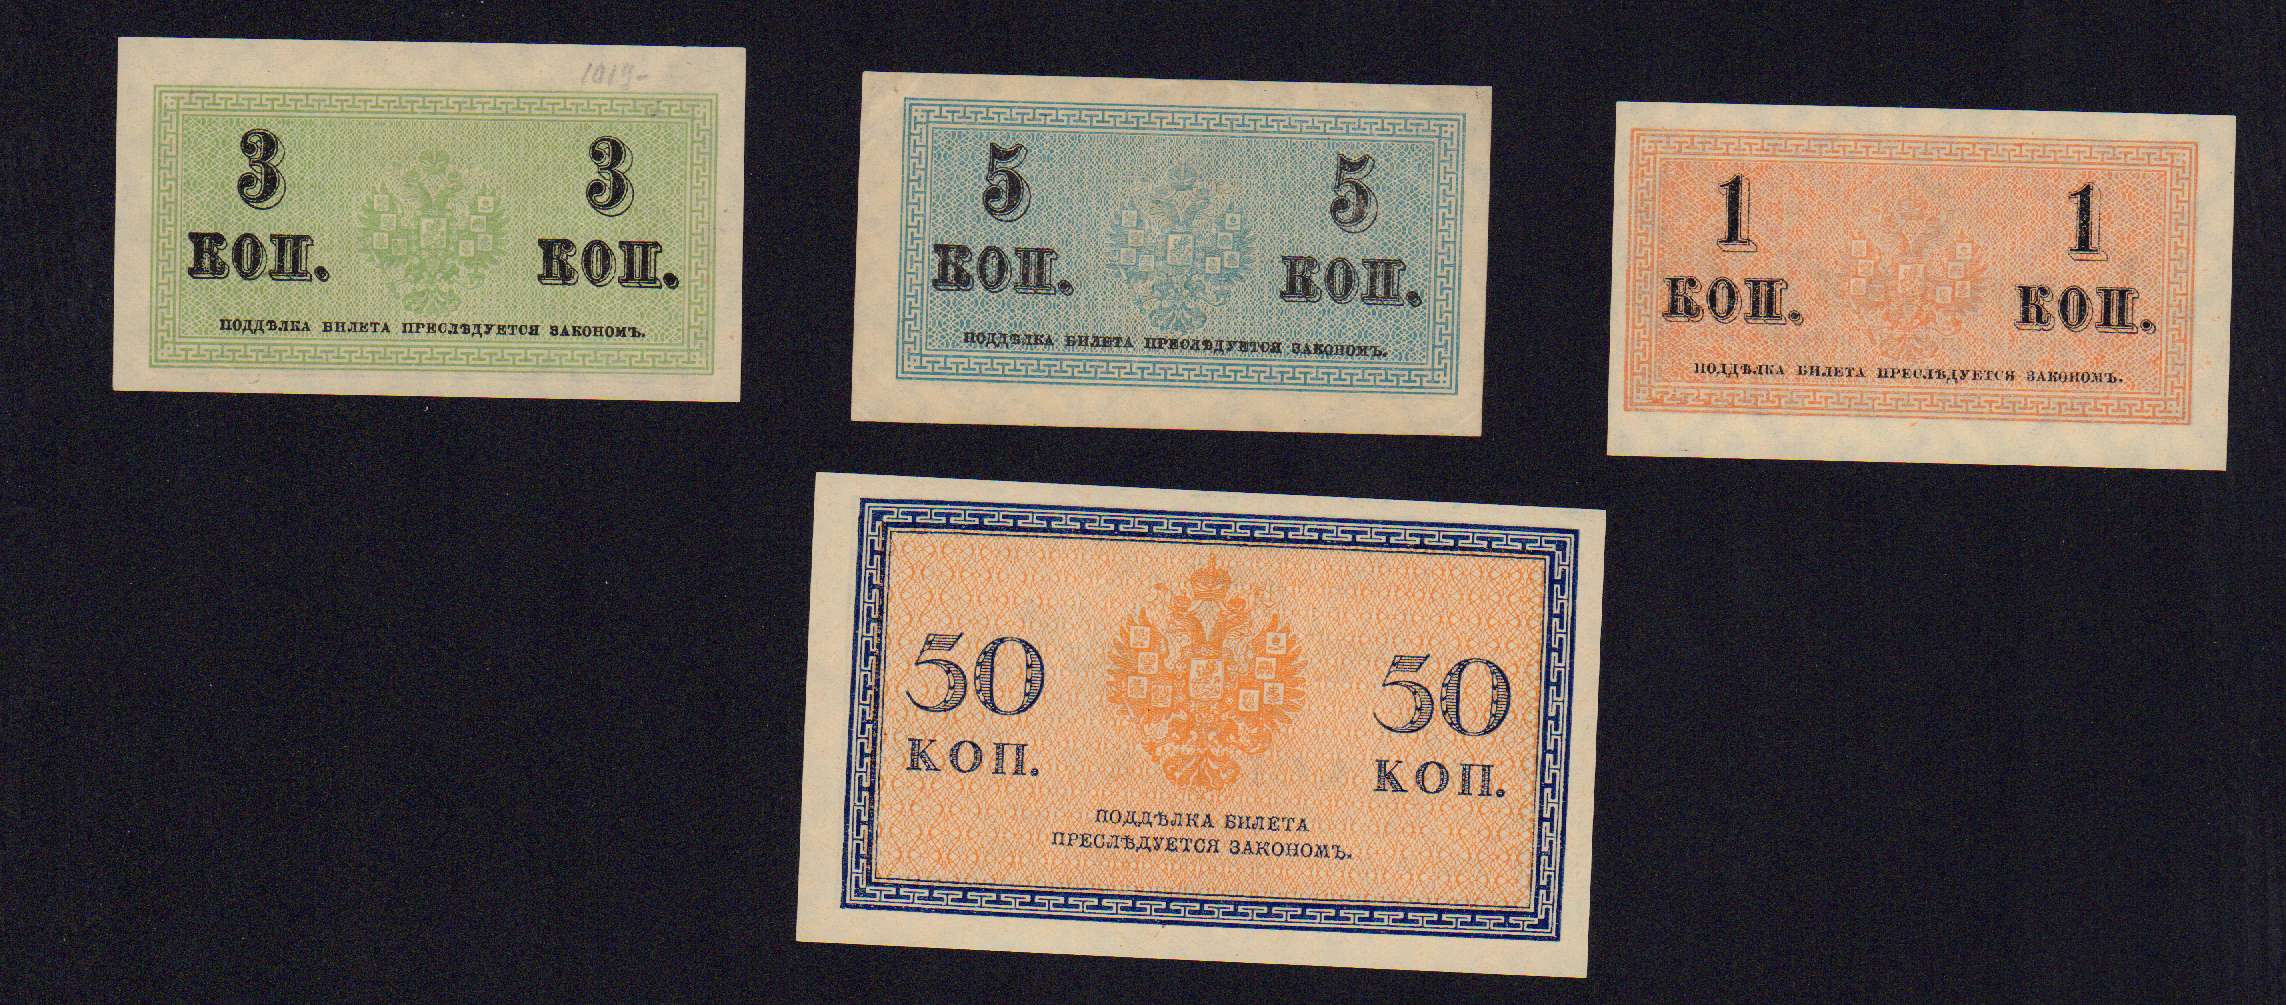 1019-
3 3
КОП. КОП.
ПОДДѢЛКА БИЛЕТА ПРЕСЛѢДУЕТСЯ ЗАКОНОМЪ.
5 5
КОП. КОП.
ПОДДѢЛКА БИЛЕТА ПРЕСЛѢДУЕТСЯ ЗАКОНОМЪ.
1 1
КОП. КОП.
ПОДДѢЛКА БИЛЕТА ПРЕСЛѢДУЕТСЯ ЗАКОНОМЪ.
50 50
КОП. КОП.
ПОДДѢЛКА БИЛЕТА
ПРЕСЛѢДУЕТСЯ ЗАКОНОМЪ.